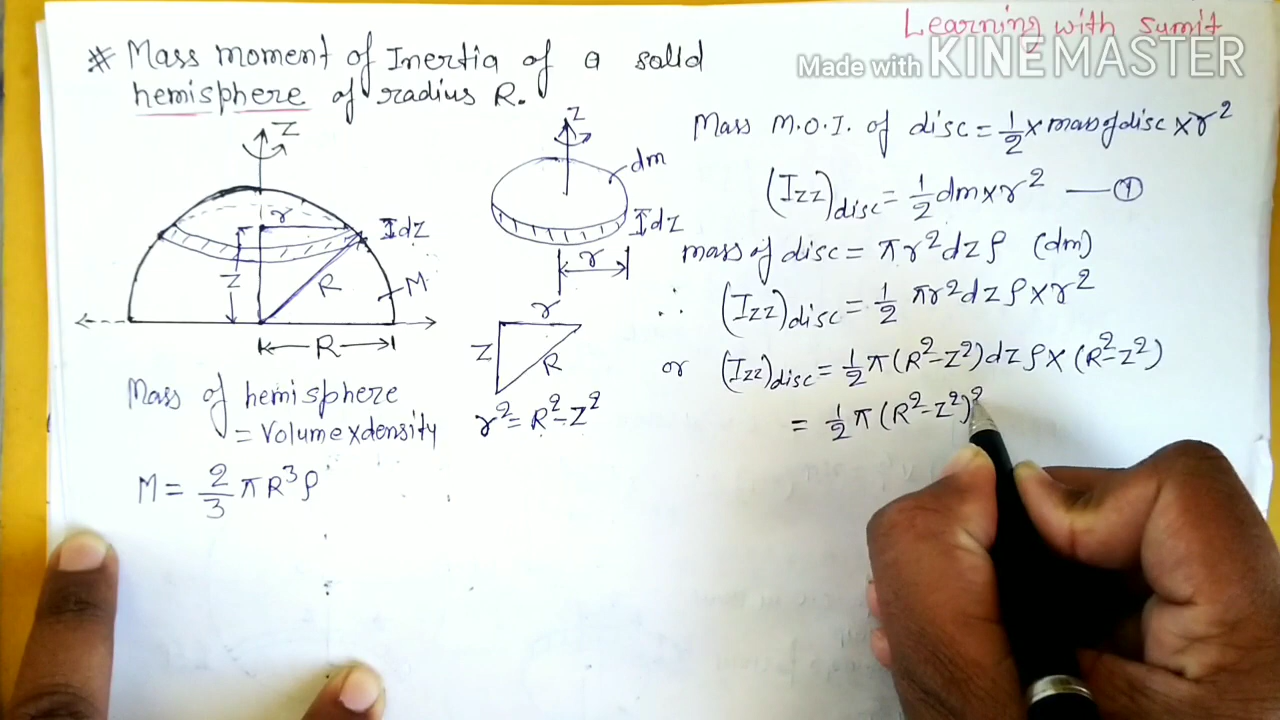 Learning with sumit
Made with KINEMASTER
# Mass moment of Inertia of a solid
hemisphere of radius R.
Z
r
dz
Z
R
M
R
Z
dm
dz
r
r
Z
R
r²=R²-Z²
Mass of hemisphere
= Volume x density
M = 2/3 πR³ρ
Mass M.O.I. of disc = 1/2 x mass of disc x r²
(Izz)disc = 1/2 dm x r² — ①
mass of disc = πr²dzρ (dm)
∴ (Izz)disc = 1/2 πr²dzρ x r²
or (Izz)disc = 1/2 π(R²-Z²)dzρ x (R²-Z²)
= 1/2 π(R²-Z²)²